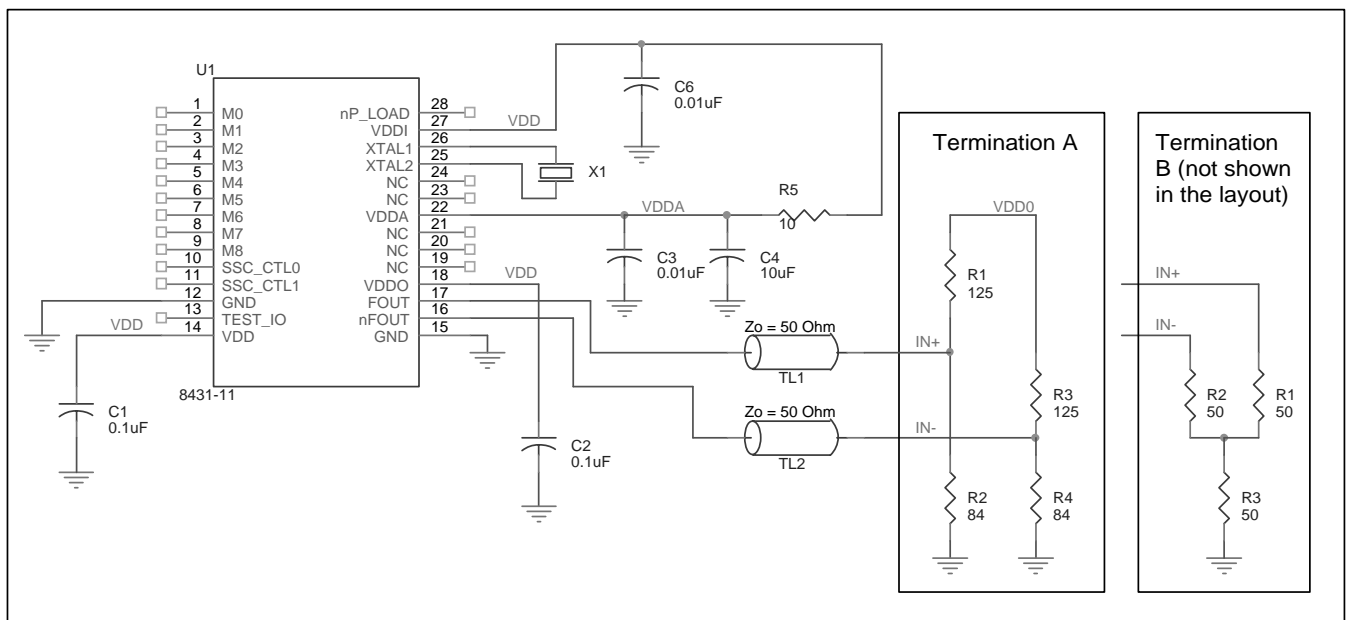 U1
8431-11
1
2
3
4
5
6
7
8
9
10
11
12
13
14
M0
M1
M2
M3
M4
M5
M6
M7
M8
SSC_CTL0
SSC_CTL1
GND
TEST_IO
VDD
nP_LOAD
VDDI
XTAL1
XTAL2
NC
NC
VDDA
NC
NC
NC
VDDO
FOUT
nFOUT
GND
28
27
26
25
24
23
22
21
20
19
18
17
16
15
VDD
C1
0.1uF
VDD
C6
0.01uF
X1
VDDA
R5
10
C3
0.01uF
C4
10uF
VDD
C2
0.1uF
Zo = 50 Ohm
TL1
Zo = 50 Ohm
TL2
Termination A
VDD0
R1
125
IN+
R3
125
IN-
R2
84
R4
84
Termination
B (not shown
in the layout)
IN+
IN-
R2
50
R1
50
R3
50